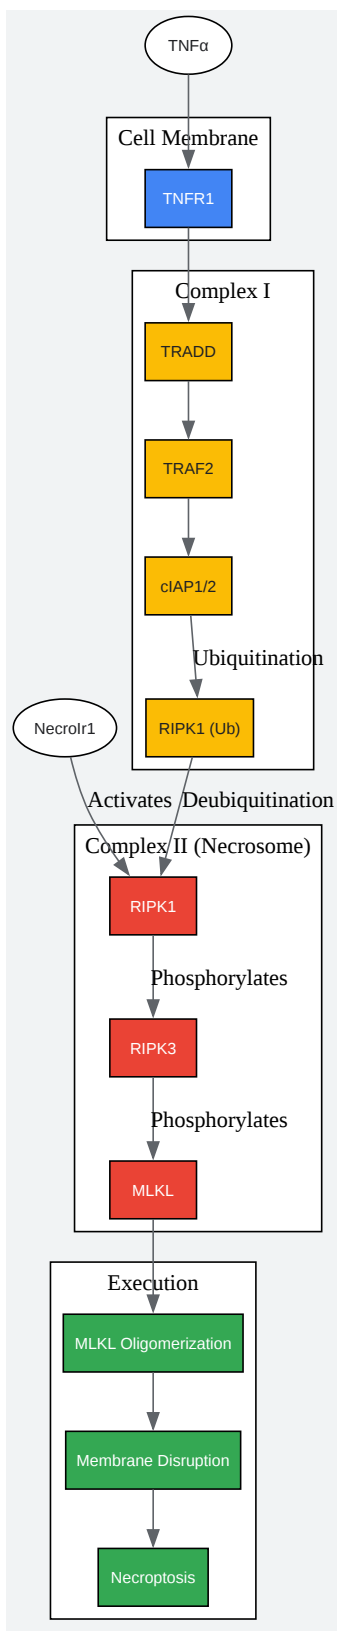 TNFα
Cell Membrane
TNFR1
Complex I
TRADD
TRAF2
cIAP1/2
Ubiquitination
NecroIr1
RIPK1 (Ub)
Activates
Deubiquitination
Complex II (Necrosome)
RIPK1
Phosphorylates
RIPK3
Phosphorylates
MLKL
Execution
MLKL Oligomerization
Membrane Disruption
Necroptosis